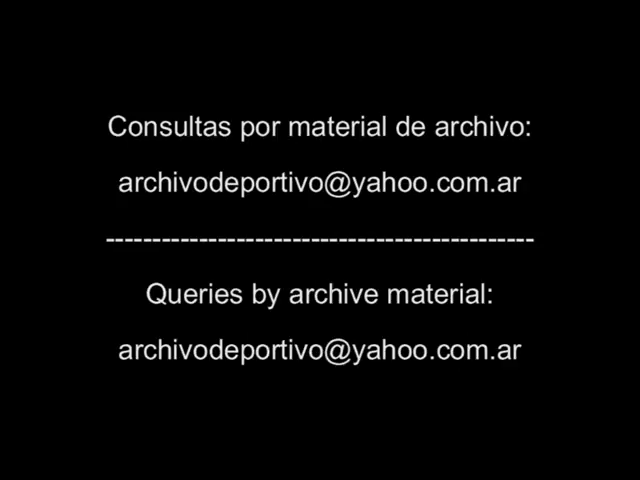 Consultas por material de archivo:
archivodeportivo@yahoo.com.ar
-----------------------------------------------
Queries by archive material:
archivodeportivo@yahoo.com.ar